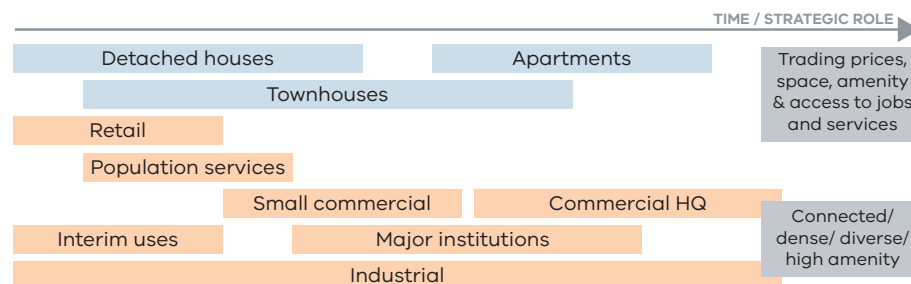 TIME / STRATEGIC ROLE
Detached houses
Apartments
Townhouses
Trading prices,
space, amenity
& access to jobs
and services
Retail
Population services
Small commercial
Commercial HQ
Interim uses
Major institutions
Industrial
Connected/
dense/ diverse/
high amenity